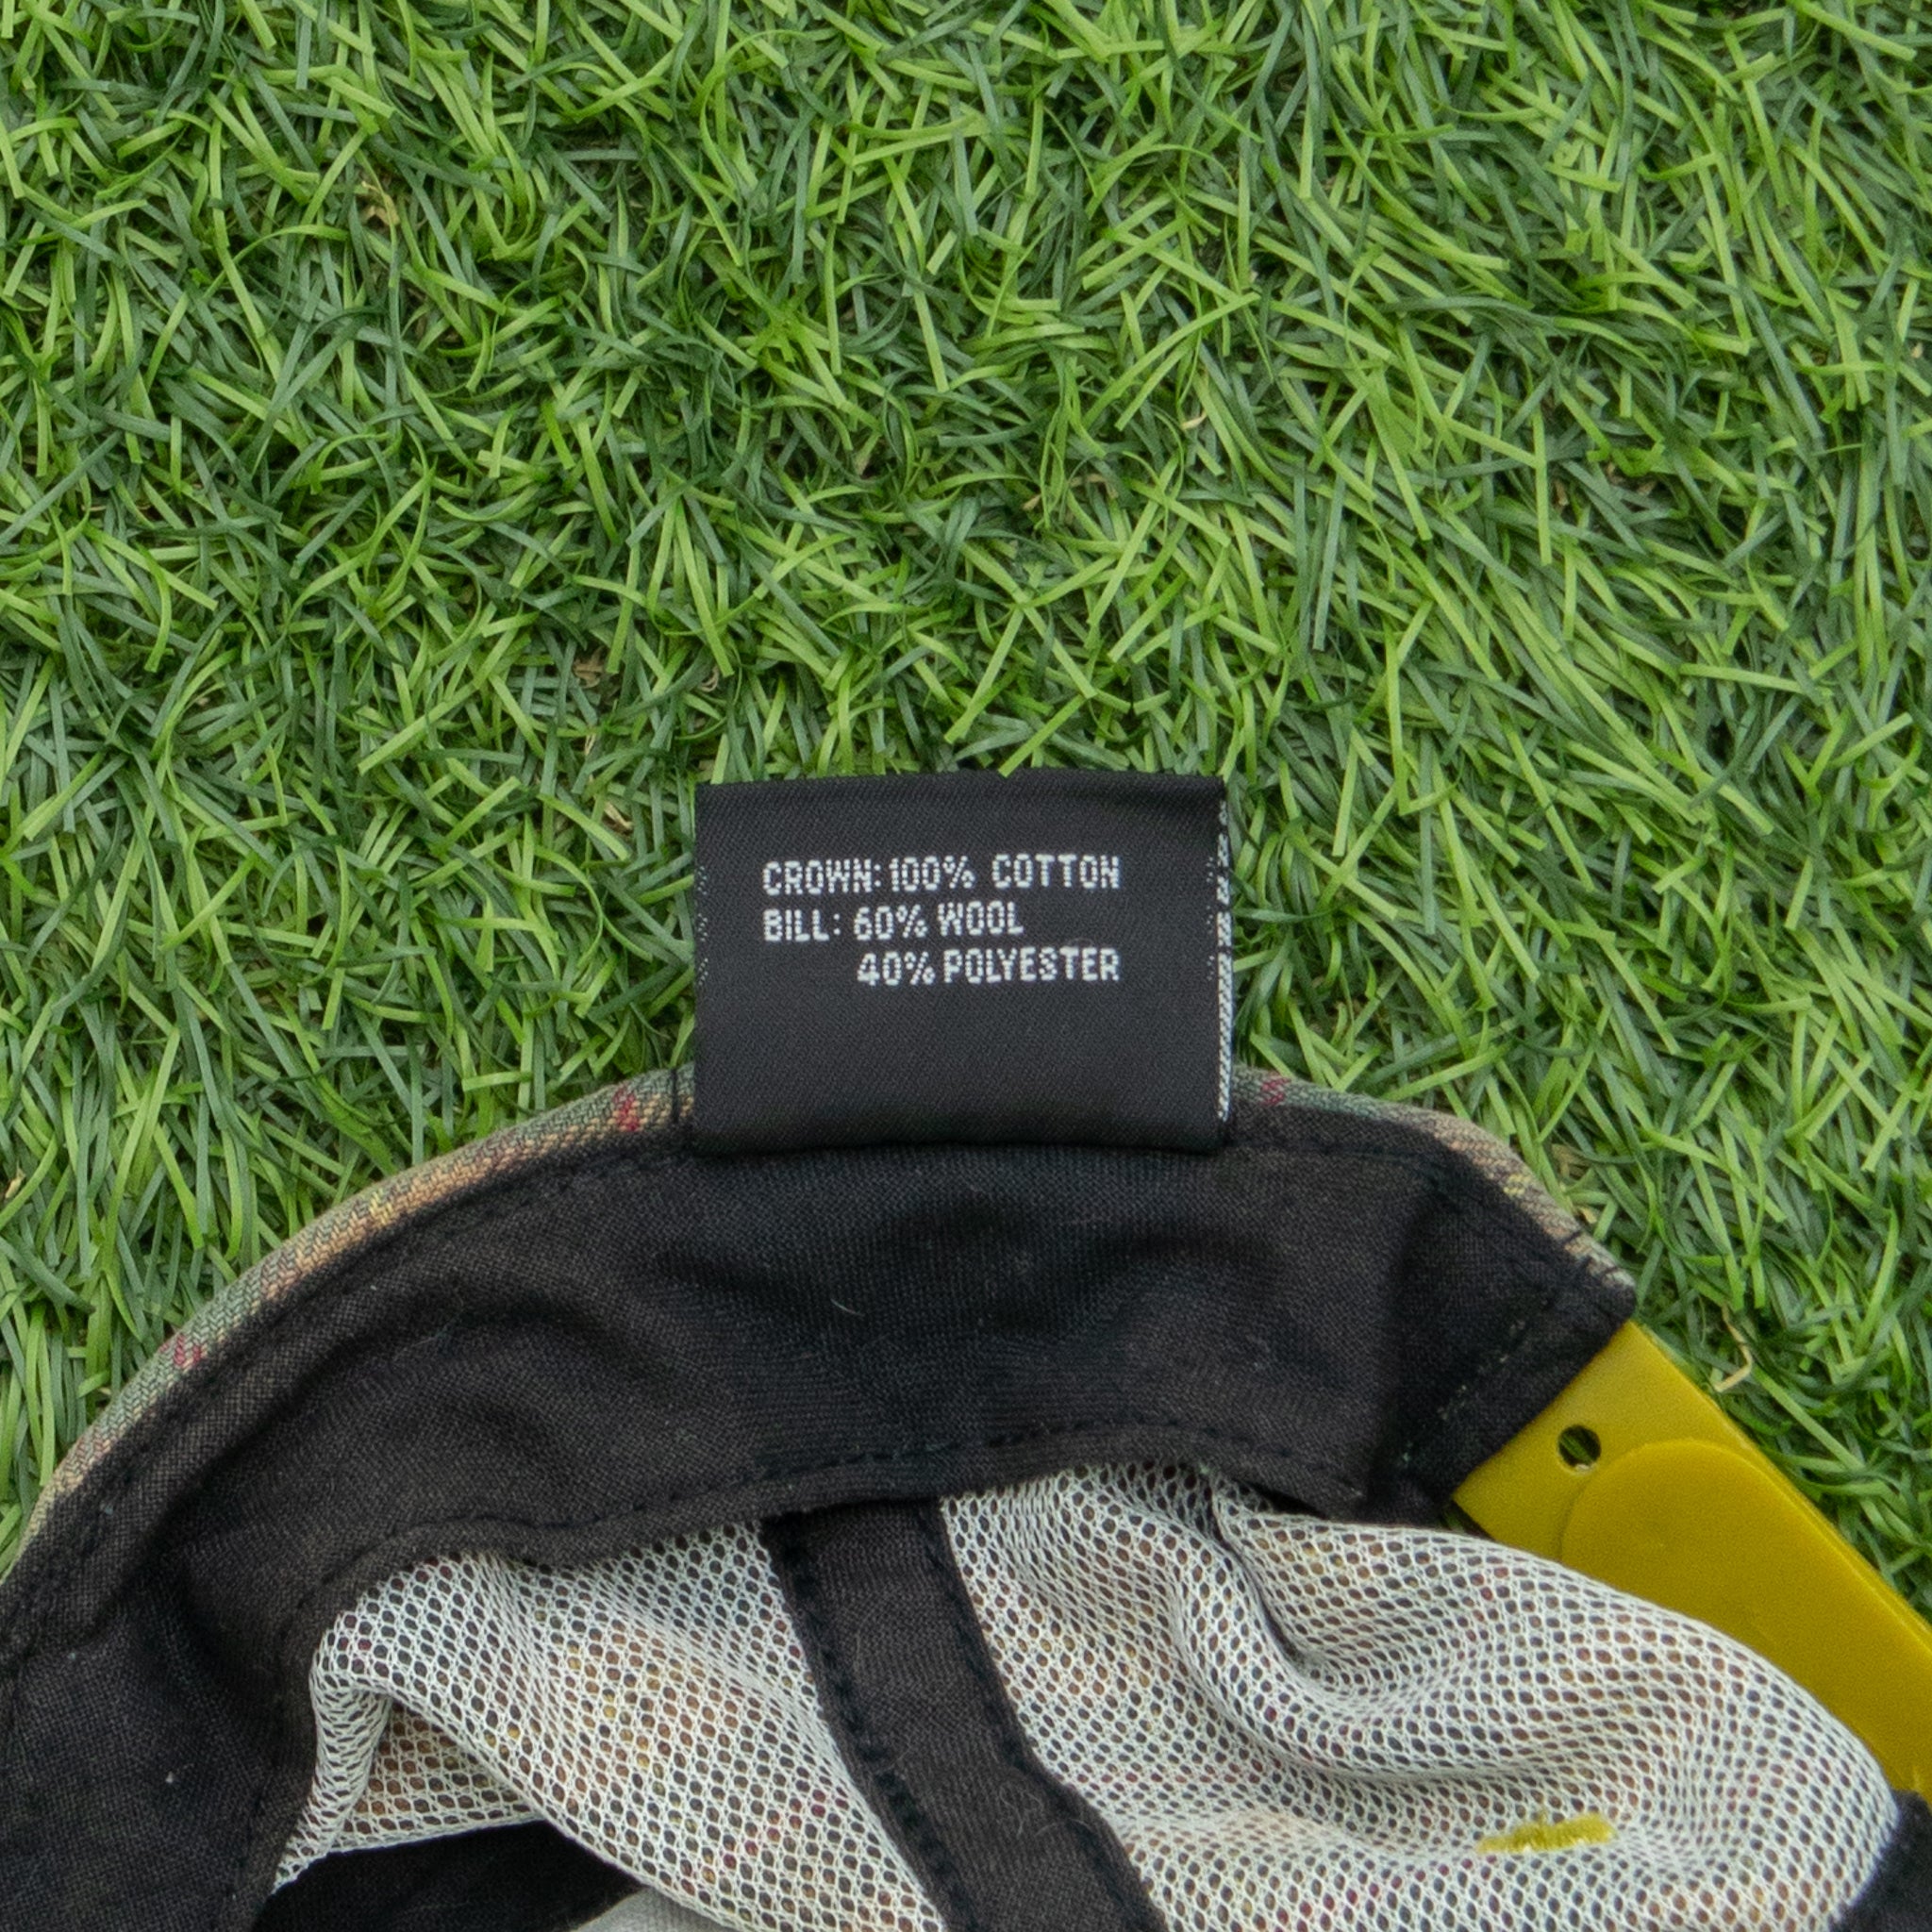 CROWN: 100% COTTON
BILL: 60% WOOL
40% POLYESTER